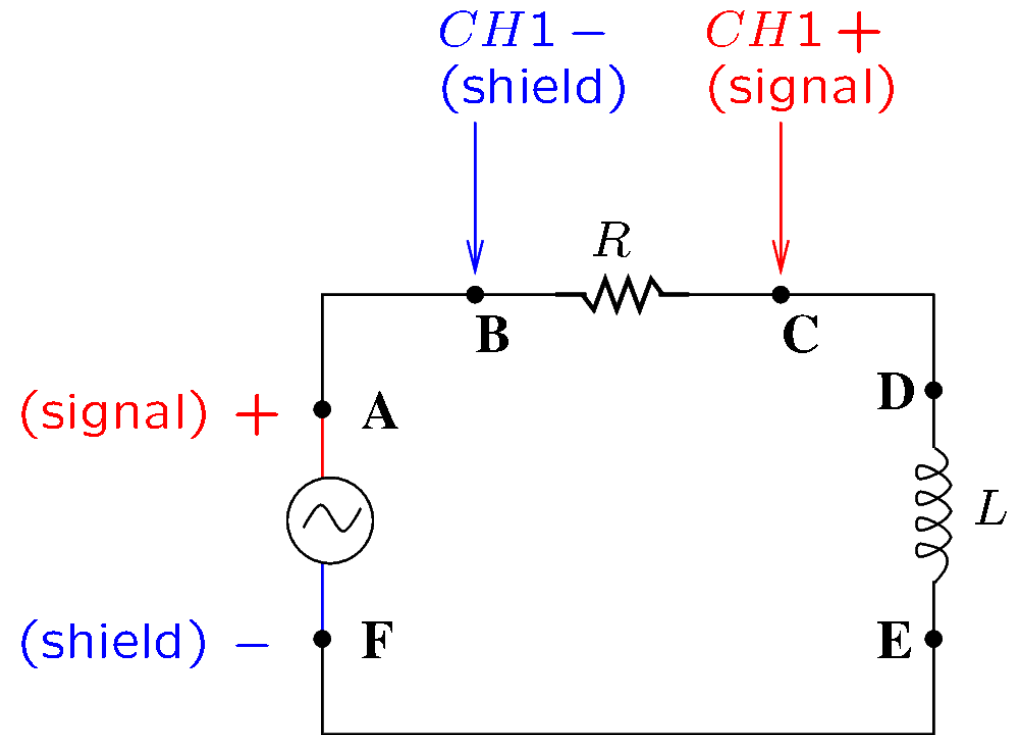 CH1 −
(shield)
CH1 +
(signal)
R
B
C
(signal) +
A
D
L
(shield) −
F
E